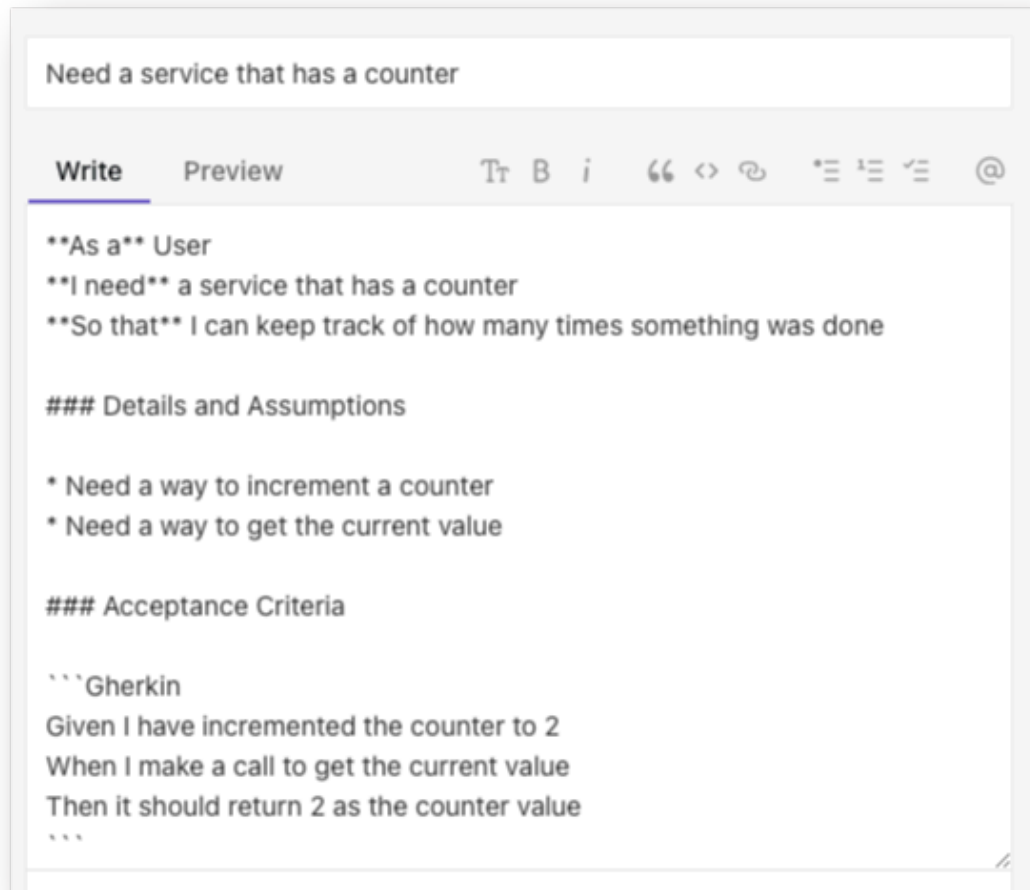 Need a service that has a counter
Write Preview Tt B i “ <> @
**As a** User
**I need** a service that has a counter
**So that** I can keep track of how many times something was done
### Details and Assumptions
* Need a way to increment a counter
* Need a way to get the current value
### Acceptance Criteria
```Gherkin
Given I have incremented the counter to 2
When I make a call to get the current value
Then it should return 2 as the counter value
```